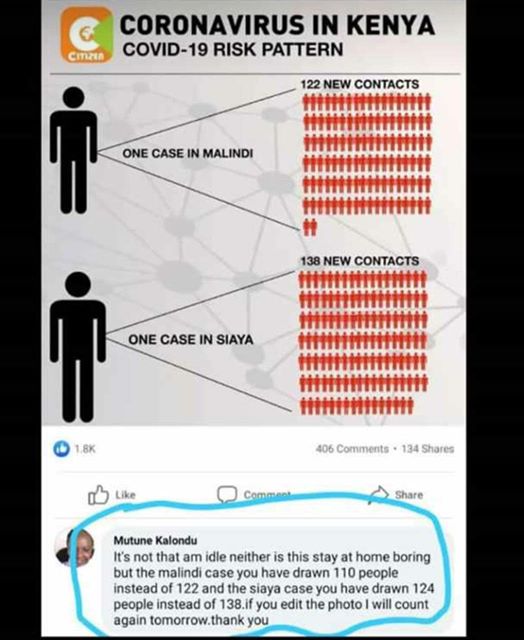 CORONAVIRUS IN KENYA
CITIZEN
COVID-19 RISK PATTERN
122 NEW CONTACTS
ONE CASE IN MALINDI
138 NEW CONTACTS
ONE CASE IN SIAYA
1.8K
406 Comments • 134 Shares
Like
Comment
Share
Mutune Kalondu
It's not that am idle neither is this stay at home boring
but the malindi case you have drawn 110 people
instead of 122 and the siaya case you have drawn 124
people instead of 138.if you edit the photo I will count
again tomorrow.thank you